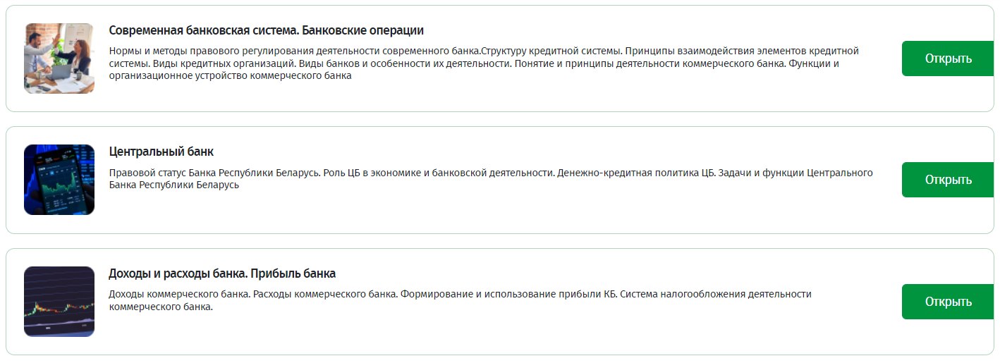 Современная банковская система. Банковские операции
Нормы и методы правового регулирования деятельности современного банка.Структуру кредитной системы. Принципы взаимодействия элементов кредитной
системы. Виды кредитных организаций. Виды банков и особенности их деятельности. Понятие и принципы деятельности коммерческого банка. Функции и
организационное устройство коммерческого банка
Открыть
Центральный банк
Правовой статус Банка Республики Беларусь. Роль ЦБ в экономике и банковской деятельности. Денежно-кредитная политика ЦБ. Задачи и функции Центрального
Банка Республики Беларусь
Открыть
Доходы и расходы банка. Прибыль банка
Доходы коммерческого банка. Расходы коммерческого банка. Формирование и использование прибыли КБ. Система налогообложения деятельности
коммерческого банка.
Открыть